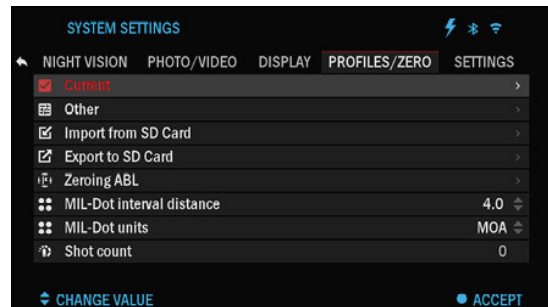 SYSTEM SETTINGS
NIGHT VISION PHOTO/VIDEO DISPLAY PROFILES/ZERO SETTINGS
Current
Other
Import from SD Card
Export to SD Card
Zeroing ABL
MIL-Dot interval distance 4.0
MIL-Dot units MOA
Shot count 0
CHANGE VALUE ACCEPT